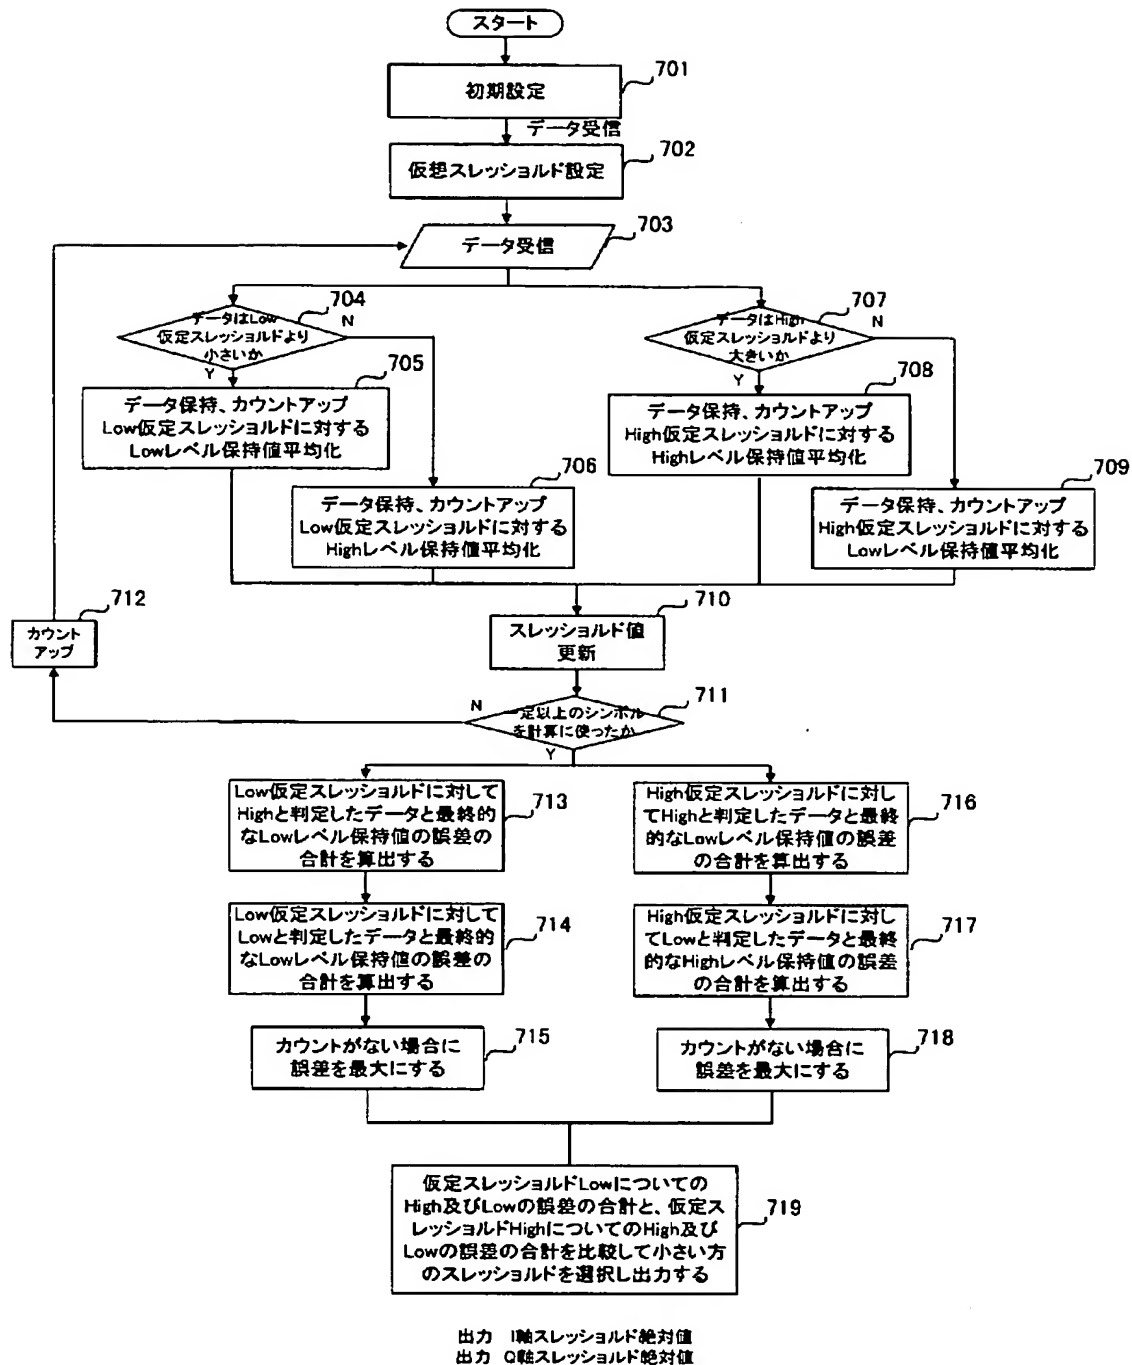 スタート
初期設定
701
データ受信
仮想スレッショルド設定
702
データ受信
703
データはLow
仮定スレッショルドより
小さいか
704
N
Y
データはHigh
仮定スレッショルドより
大きいか
707
N
Y
データ保持、カウントアップ
Low仮定スレッショルドに対する
Lowレベル保持値平均化
705
データ保持、カウントアップ
High仮定スレッショルドに対する
Highレベル保持値平均化
708
データ保持、カウントアップ
Low仮定スレッショルドに対する
Highレベル保持値平均化
706
データ保持、カウントアップ
High仮定スレッショルドに対する
Lowレベル保持値平均化
709
スレッショルド値
更新
710
カウント
アップ
712
一定以上のシンボル
を計算に使ったか
711
N
Y
Low仮定スレッショルドに対して
Highと判定したデータと最終的
なLowレベル保持値の誤差の
合計を算出する
713
High仮定スレッショルドに対し
てHighと判定したデータと最終
的なLowレベル保持値の誤差
の合計を算出する
716
Low仮定スレッショルドに対して
Lowと判定したデータと最終的
なLowレベル保持値の誤差の
合計を算出する
714
High仮定スレッショルドに対し
てLowと判定したデータと最終
的なHighレベル保持値の誤差
の合計を算出する
717
カウントがない場合に
誤差を最大にする
715
カウントがない場合に
誤差を最大にする
718
仮定スレッショルドLowについての
High及びLowの誤差の合計と、仮定ス
レッショルドHighについてのHigh及び
Lowの誤差の合計を比較して小さい方
のスレッショルドを選択し出力する
719
出力 I軸スレッショルド絶対値
出力 Q軸スレッショルド絶対値